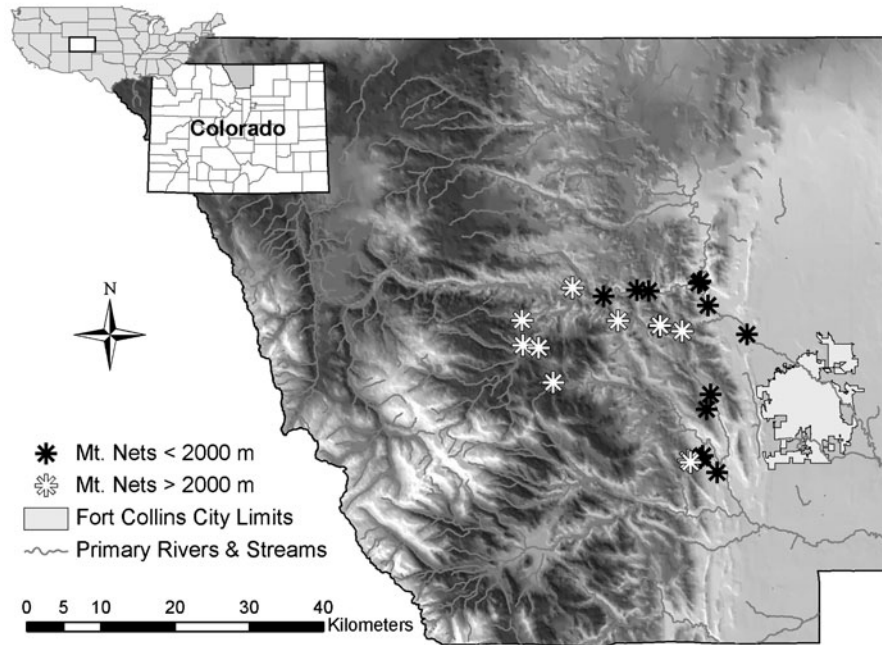 Colorado
N
Mt. Nets < 2000 m
Mt. Nets > 2000 m
Fort Collins City Limits
Primary Rivers & Streams
0 5 10 20 30 40
Kilometers